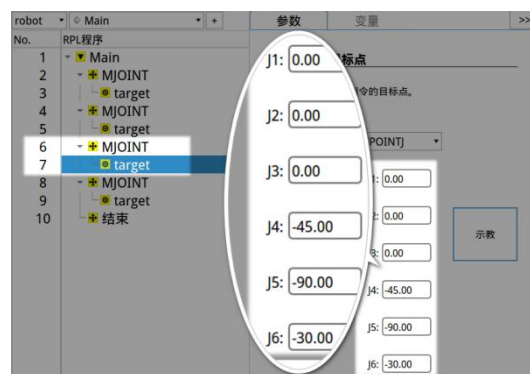 robot Main + 参数 变量 >>
No. RPL程序
1 Main
2 MJOINT
3 target
4 MJOINT
5 target
6 MJOINT
7 target
8 MJOINT
9 target
10 结束
标点
令的目标点。
POINTJ
J1: 0.00
J2: 0.00
J3: 0.00
J4: -45.00
J5: -90.00
J6: -30.00
1: 0.00
2: 0.00
3: 0.00
J4: -45.00
J5: -90.00
J6: -30.00
示教